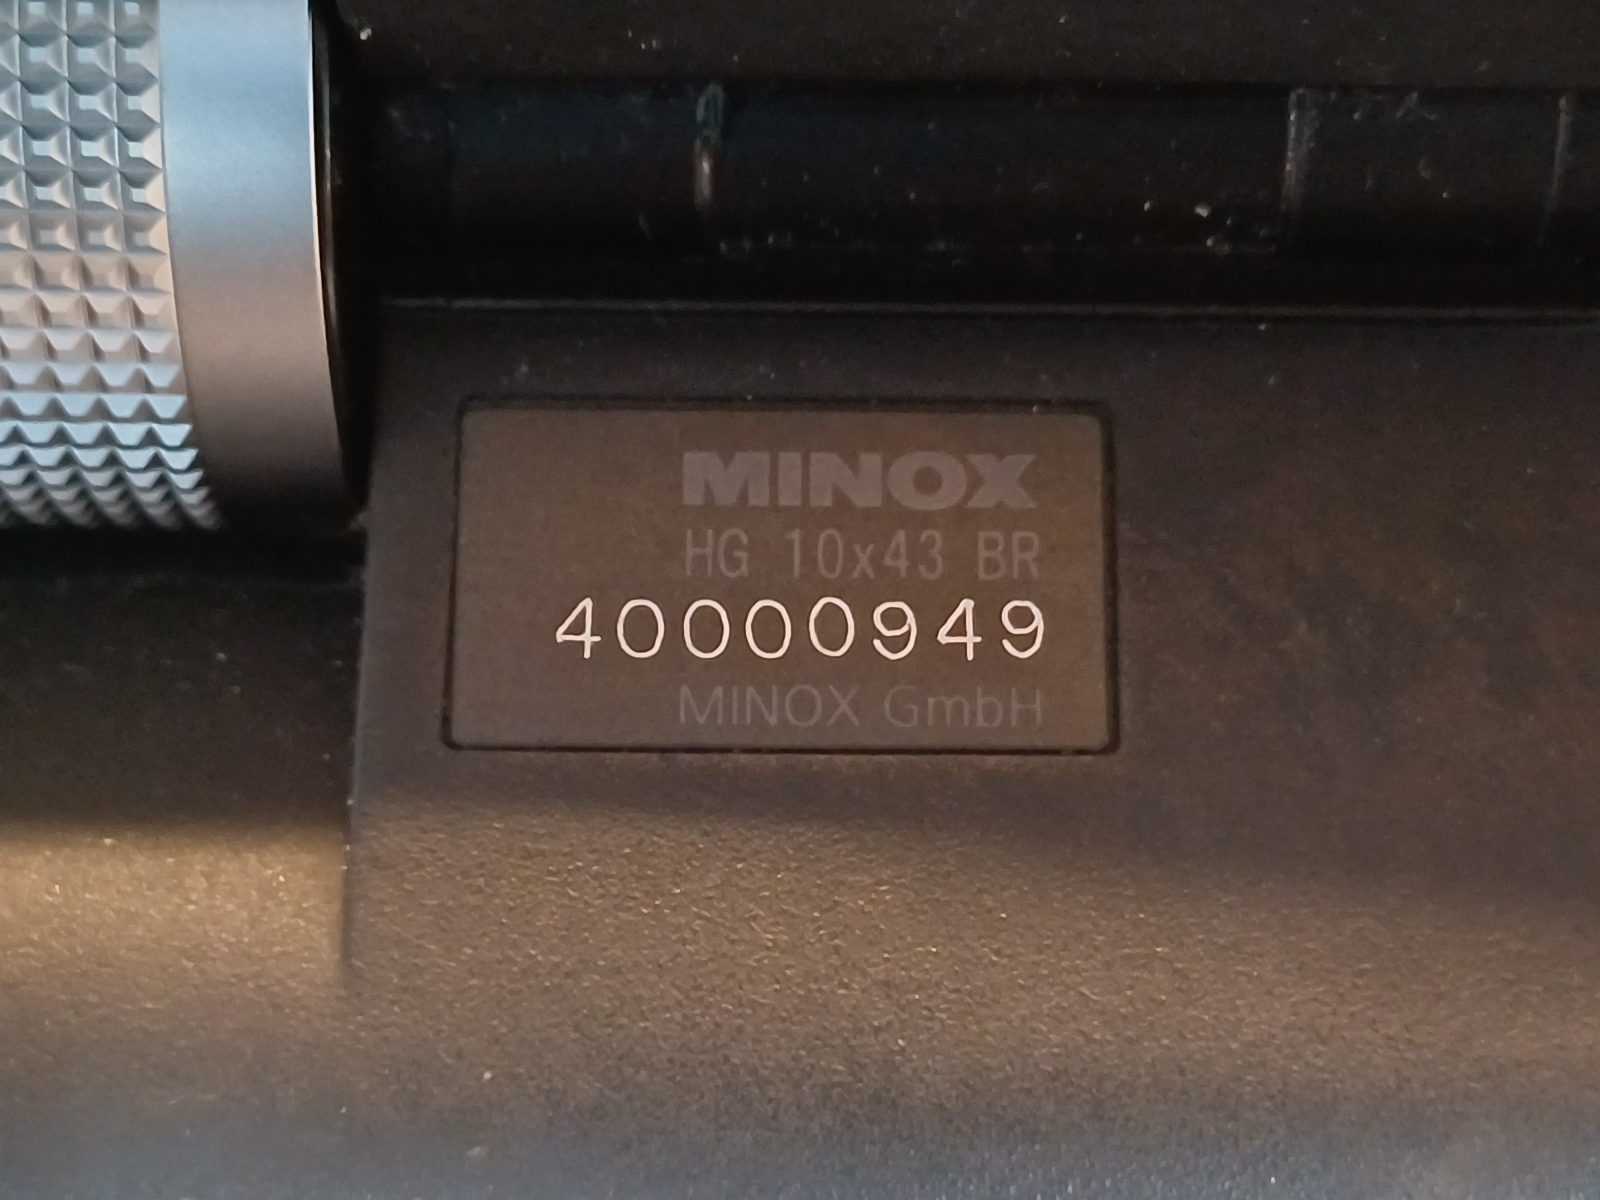 MINOX
HG 10x43 BR
40000949
MINOX GmbH